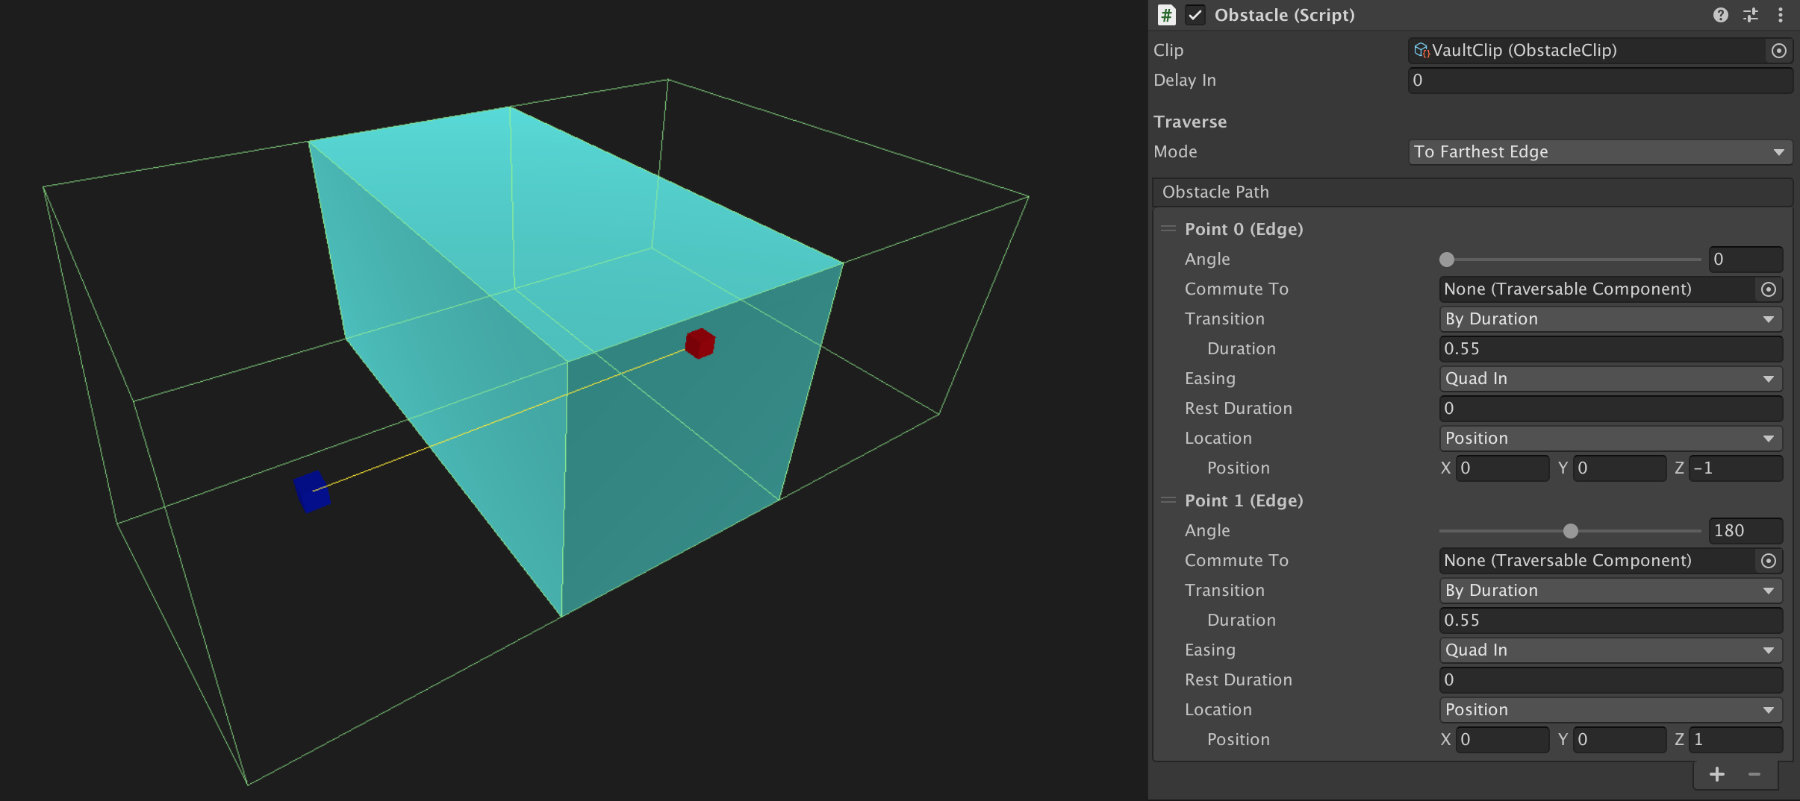 Obstacle (Script)
Clip VaultClip (ObstacleClip)
Delay In 0
Traverse
Mode To Farthest Edge
Obstacle Path
Point 0 (Edge)
Angle 0
Commute To None (Traversable Component)
Transition By Duration
Duration 0.55
Easing Quad In
Rest Duration 0
Location Position
Position X 0 Y 0 Z -1
Point 1 (Edge)
Angle 180
Commute To None (Traversable Component)
Transition By Duration
Duration 0.55
Easing Quad In
Rest Duration 0
Location Position
Position X 0 Y 0 Z 1